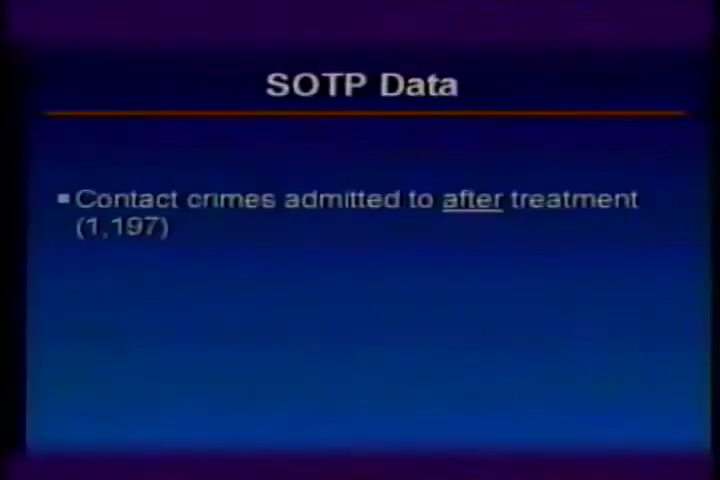 SOTP Data
▪ Contact crimes admitted to after treatment
(1,197)